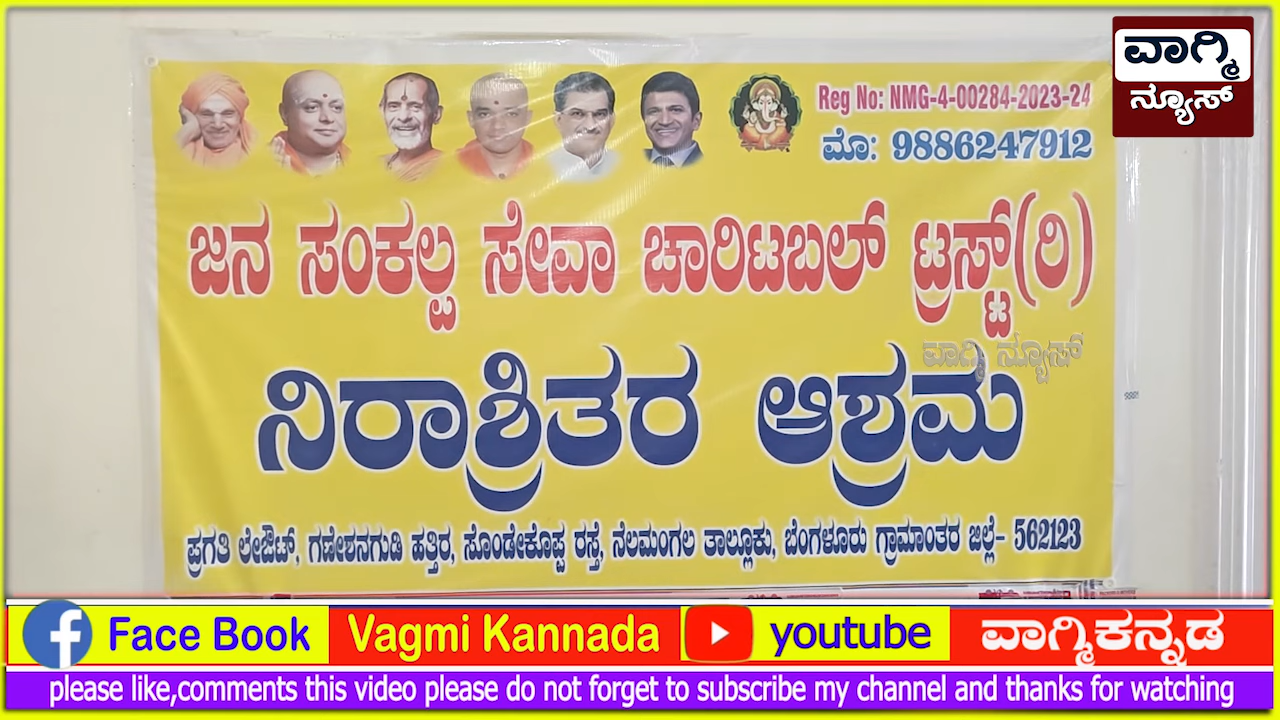 ವಾಗ್ಮಿ
ನ್ಯೂಸ್
Reg No: NMG-4-00284-2023-24
ಮೊ: 9886247912
ಜನ ಸಂಕಲ್ಪ ಸೇವಾ ಚಾರಿಟಬಲ್ ಟ್ರಸ್ಟ್(ರಿ)
ವಾಗ್ಮಿ ನ್ಯೂಸ್
ನಿರಾಶ್ರಿತರ ಆಶ್ರಮ
ಪ್ರಗತಿ ಲೇಔಟ್, ಗಣೇಶನಗುಡಿ ಹತ್ತಿರ, ಸೊಂಡೇಕೊಪ್ಪ ರಸ್ತೆ, ನೆಲಮಂಗಲ ತಾಲ್ಲೂಕು, ಬೆಂಗಳೂರು ಗ್ರಾಮಾಂತರ ಜಿಲ್ಲೆ- 562123
Face Book Vagmi Kannada youtube ವಾಗ್ಮಿಕನ್ನಡ
please like,comments this video please do not forget to subscribe my channel and thanks for watching